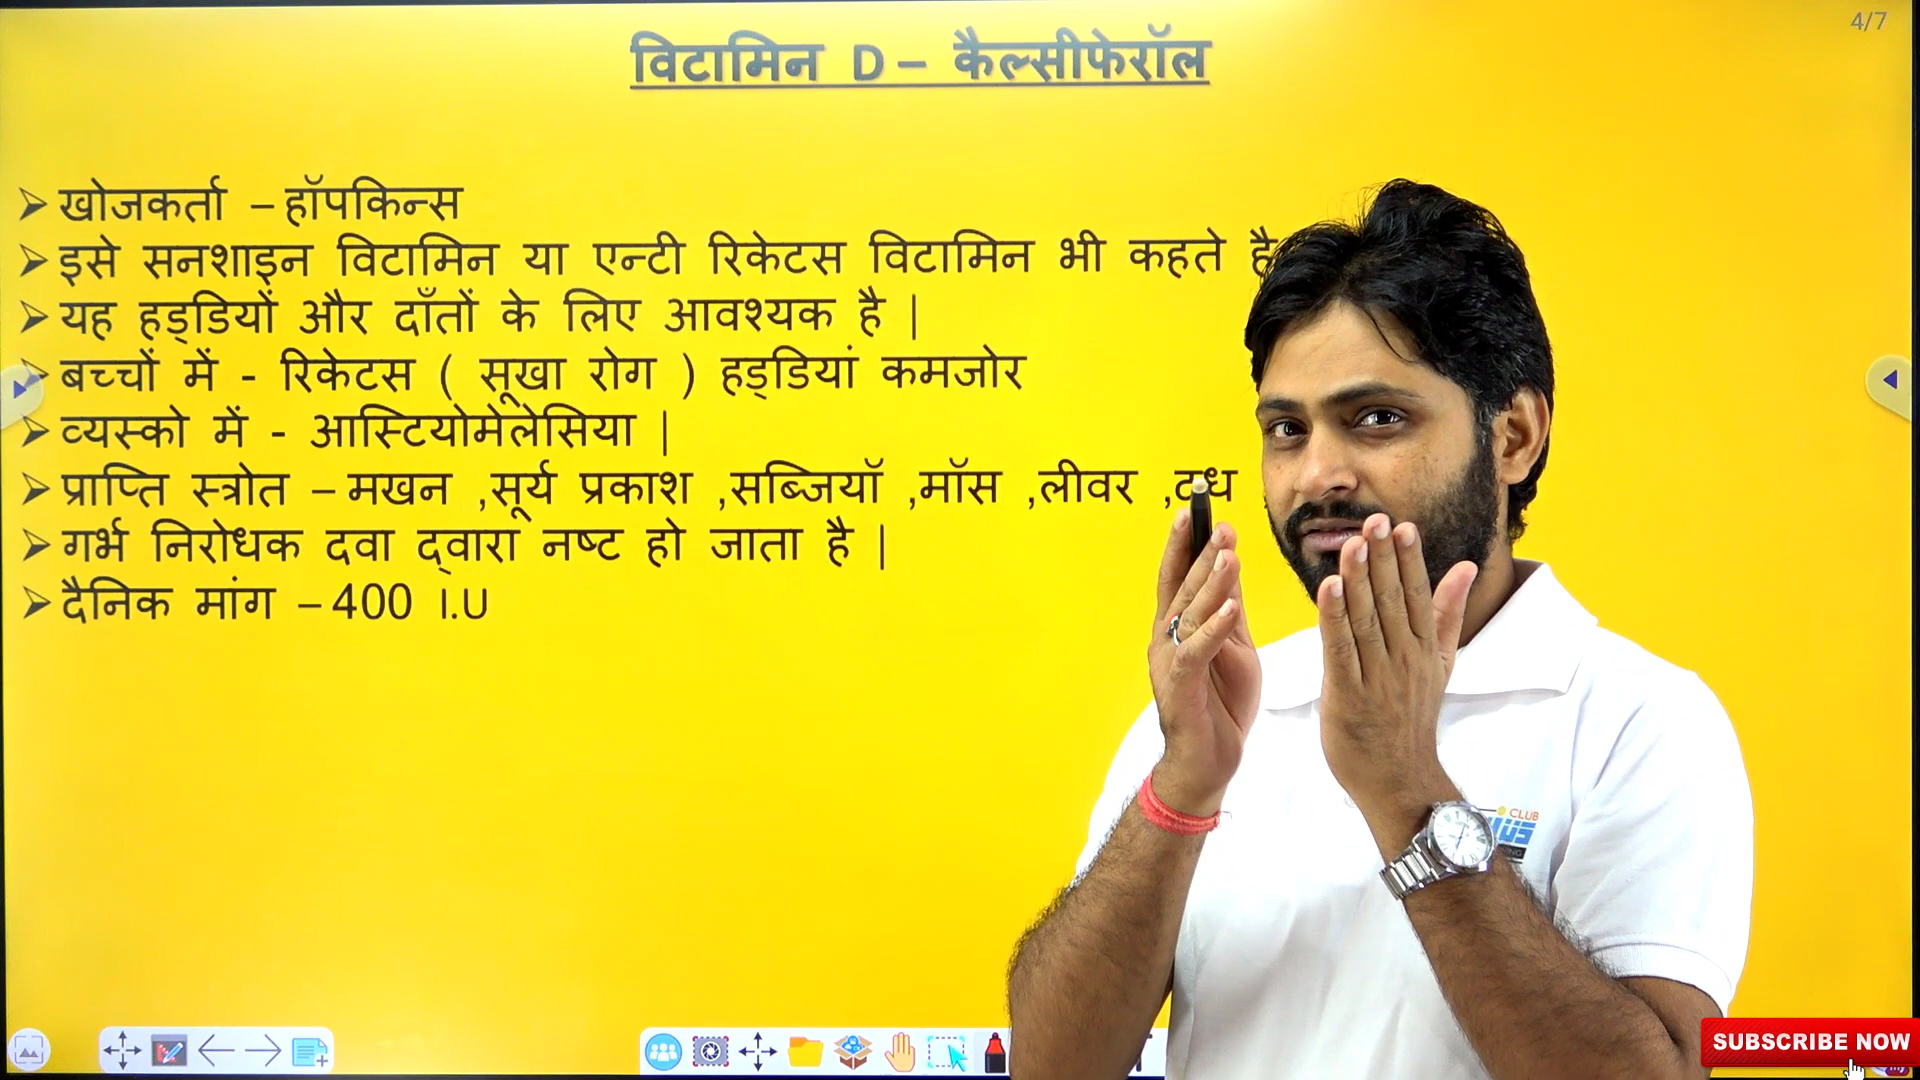 4/7
विटामिन D – कैल्सीफेरॉल
➢ खोजकर्ता – हॉपकिन्स
➢ इसे सनशाइन विटामिन या एन्टी रिकेटस विटामिन भी कहते है
➢ यह हड्डियों और दाँतों के लिए आवश्यक है |
➢ बच्चों में - रिकेटस ( सूखा रोग ) हड्डियां कमजोर
➢ व्यस्को में - आस्टियोमेलेसिया |
➢ प्राप्ति स्त्रोत – मखन ,सूर्य प्रकाश ,सब्जियॉ ,मॉस ,लीवर ,दूध
➢ गर्भ निरोधक दवा द्वारा नष्ट हो जाता है |
➢ दैनिक मांग – 400 I.U
CLUB
SUBSCRIBE NOW